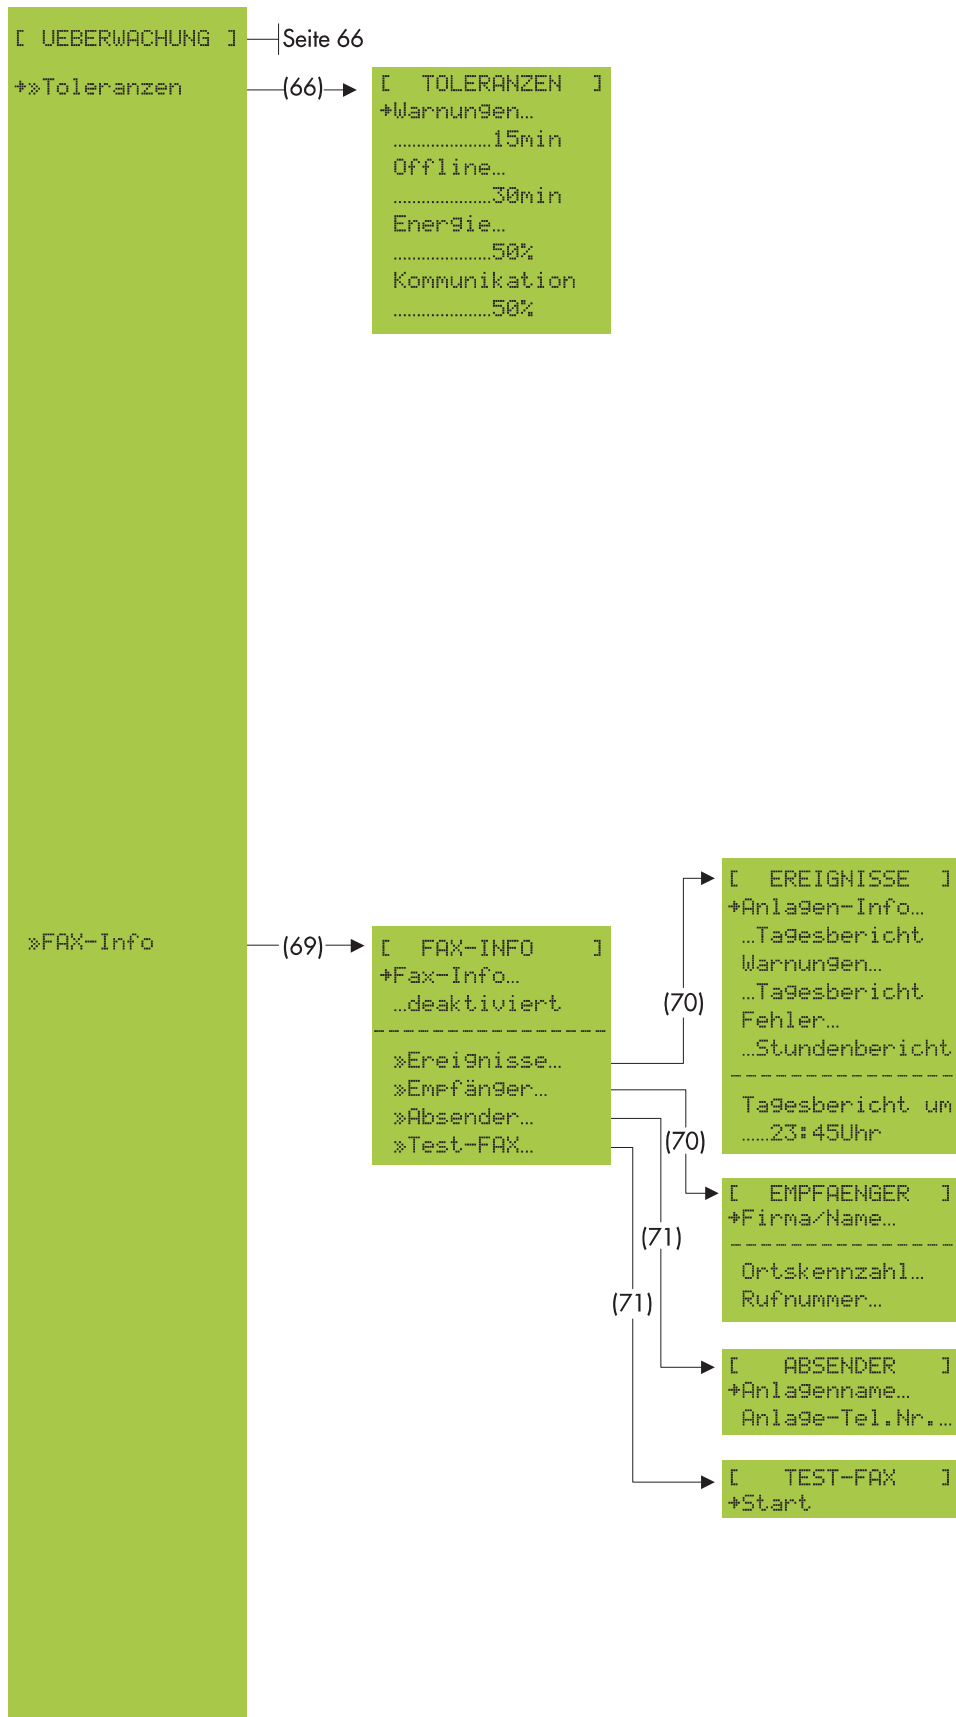 [ UEBERWACHUNG ]
Seite 66
➔»Toleranzen
(66)
[ TOLERANZEN ]
➔Warnungen...
.....................15min
Offline...
.....................30min
Energie...
.....................50%
Kommunikation
.....................50%
»FAX-Info
(69)
[ FAX-INFO ]
➔Fax-Info...
...deaktiviert
----------------
»Ereignisse...
»Empfänger...
»Absender...
»Test-FAX...
(70)
[ EREIGNISSE ]
➔Anlagen-Info...
...Tagesbericht
Warnungen...
...Tagesbericht
Fehler...
...Stundenbericht
---------------
Tagesbericht um
......23:45Uhr
(70)
[ EMPFAENGER ]
➔Firma/Name...
---------------
Ortskennzahl...
Rufnummer...
(71)
[ ABSENDER ]
➔Anlagenname...
Anlage-Tel.Nr....
(71)
[ TEST-FAX ]
➔Start